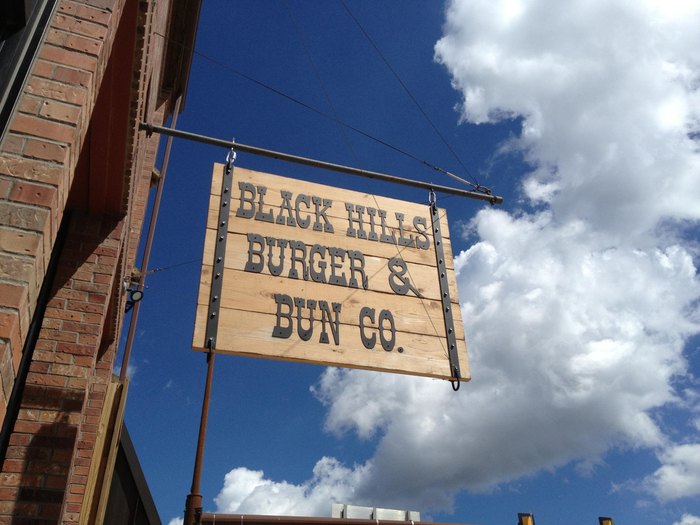 BLACK HILLS
BURGER &
BUN CO.